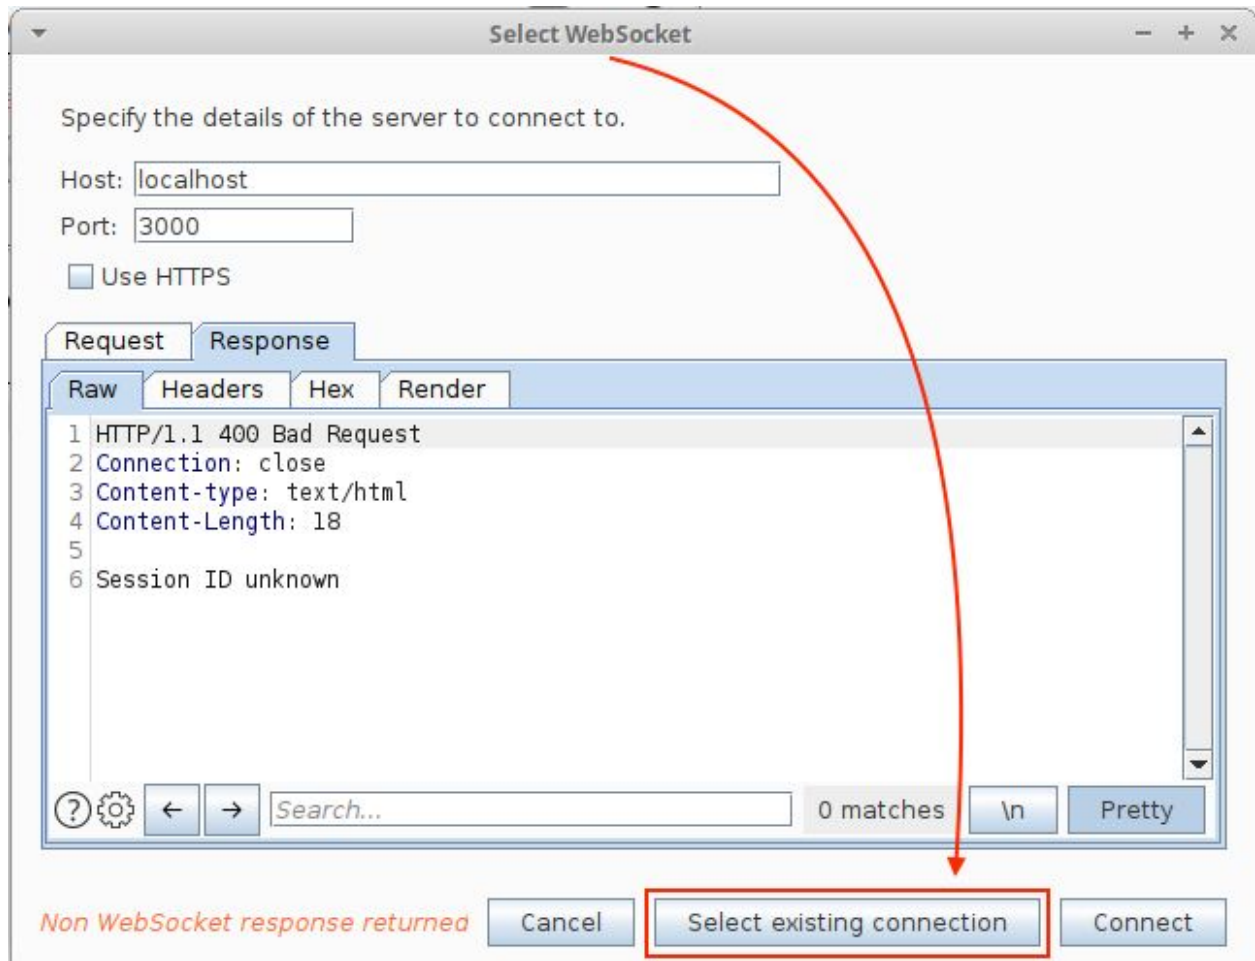 Select WebSocket
Specify the details of the server to connect to.
Host: localhost
Port: 3000
Use HTTPS
Request Response
Raw Headers Hex Render
1 HTTP/1.1 400 Bad Request
2 Connection: close
3 Content-type: text/html
4 Content-Length: 18
5
6 Session ID unknown
? ← → Search... 0 matches \n Pretty
Non WebSocket response returned Cancel Select existing connection Connect